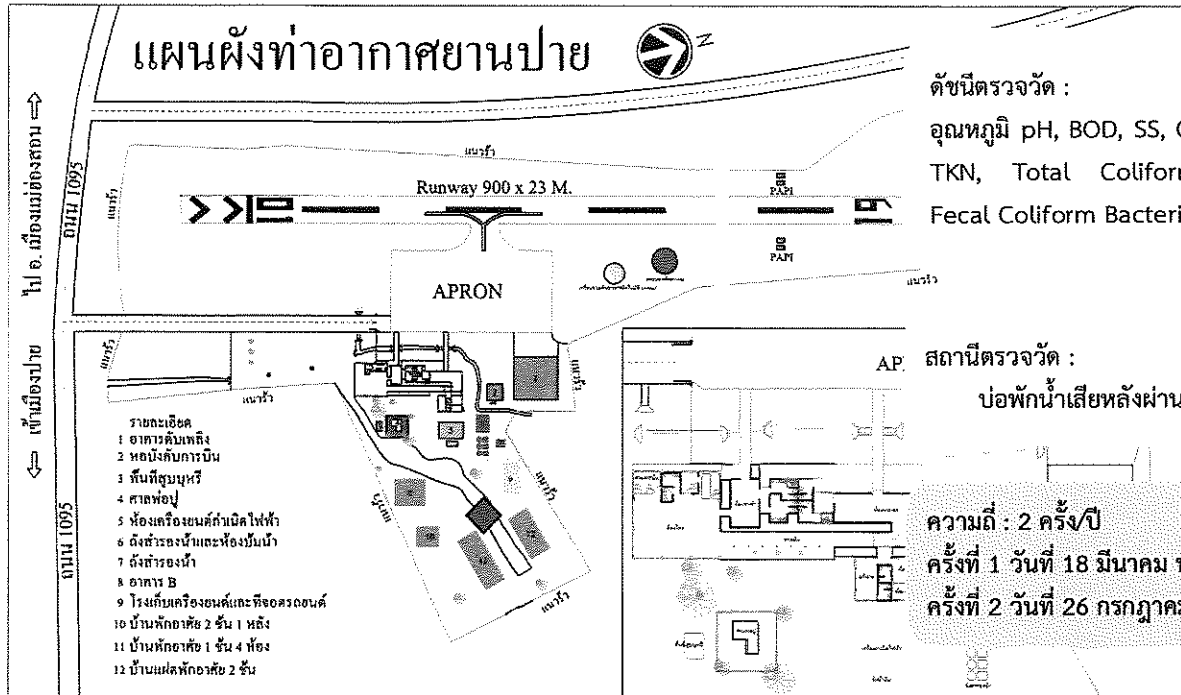 แผนผังท่าอากาศยานปาย
N
ไป อ. เมืองแม่ฮ่องสอน
ถนน 1095
เข้าเมืองปาย
ถนน 1095
แนวรั้ว
แนวรั้ว
Runway 900 x 23 M.
PAPI
PAPI
แนวรั้ว
APRON
แนวรั้ว
แนวรั้ว
แนวรั้ว
แนวรั้ว
แนวรั้ว
รายละเอียด
1 อาคารดับเพลิง
2 หอบังคับการบิน
3 พื้นที่สูบบุหรี่
4 ศาลพ่อปู่
5 ห้องเครื่องยนต์กำเนิดไฟฟ้า
6 ถังสำรองน้ำและห้องปั๊มน้ำ
7 ถังสำรองน้ำ
8 อาคาร B
9 โรงเก็บเครื่องยนต์และที่จอดรถยนต์
10 บ้านพักอาศัย 2 ชั้น 1 หลัง
11 บ้านพักอาศัย 1 ชั้น 4 ห้อง
12 บ้านแฝดพักอาศัย 2 ชั้น
ดัชนีตรวจวัด :
อุณหภูมิ pH, BOD, SS,
TKN, Total Coliform
Fecal Coliform Bacteri
AP
สถานีตรวจวัด :
บ่อพักน้ำเสียหลังผ่าน
ความถี่ : 2 ครั้ง/ปี
ครั้งที่ 1 วันที่ 18 มีนาคม
ครั้งที่ 2 วันที่ 26 กรกฎาคม